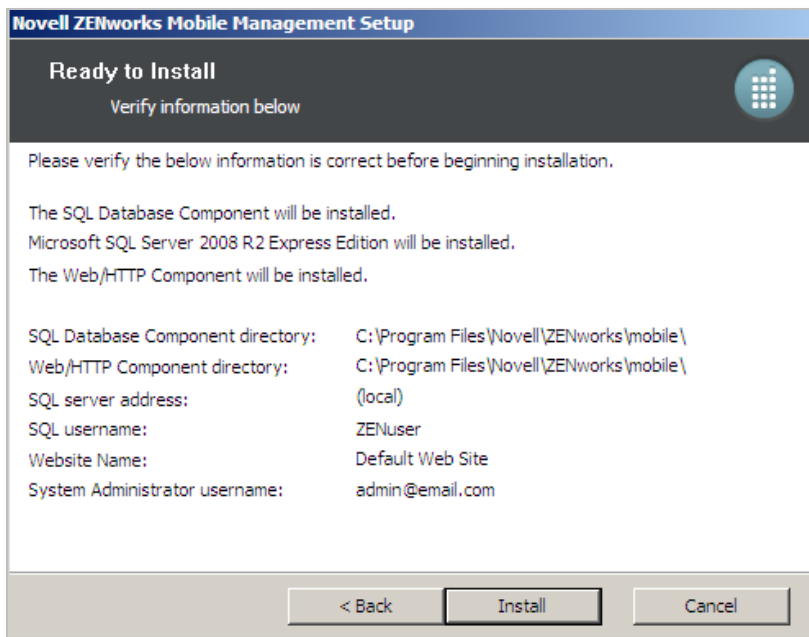 Novell ZENworks Mobile Management Setup
Ready to Install
Verify information below
Please verify the below information is correct before beginning installation.
The SQL Database Component will be installed.
Microsoft SQL Server 2008 R2 Express Edition will be installed.
The Web/HTTP Component will be installed.
SQL Database Component directory: C:\Program Files\Novell\ZENworks\mobile\
Web/HTTP Component directory: C:\Program Files\Novell\ZENworks\mobile\
SQL server address: (local)
SQL username: ZENuser
Website Name: Default Web Site
System Administrator username: admin@email.com
< Back Install Cancel